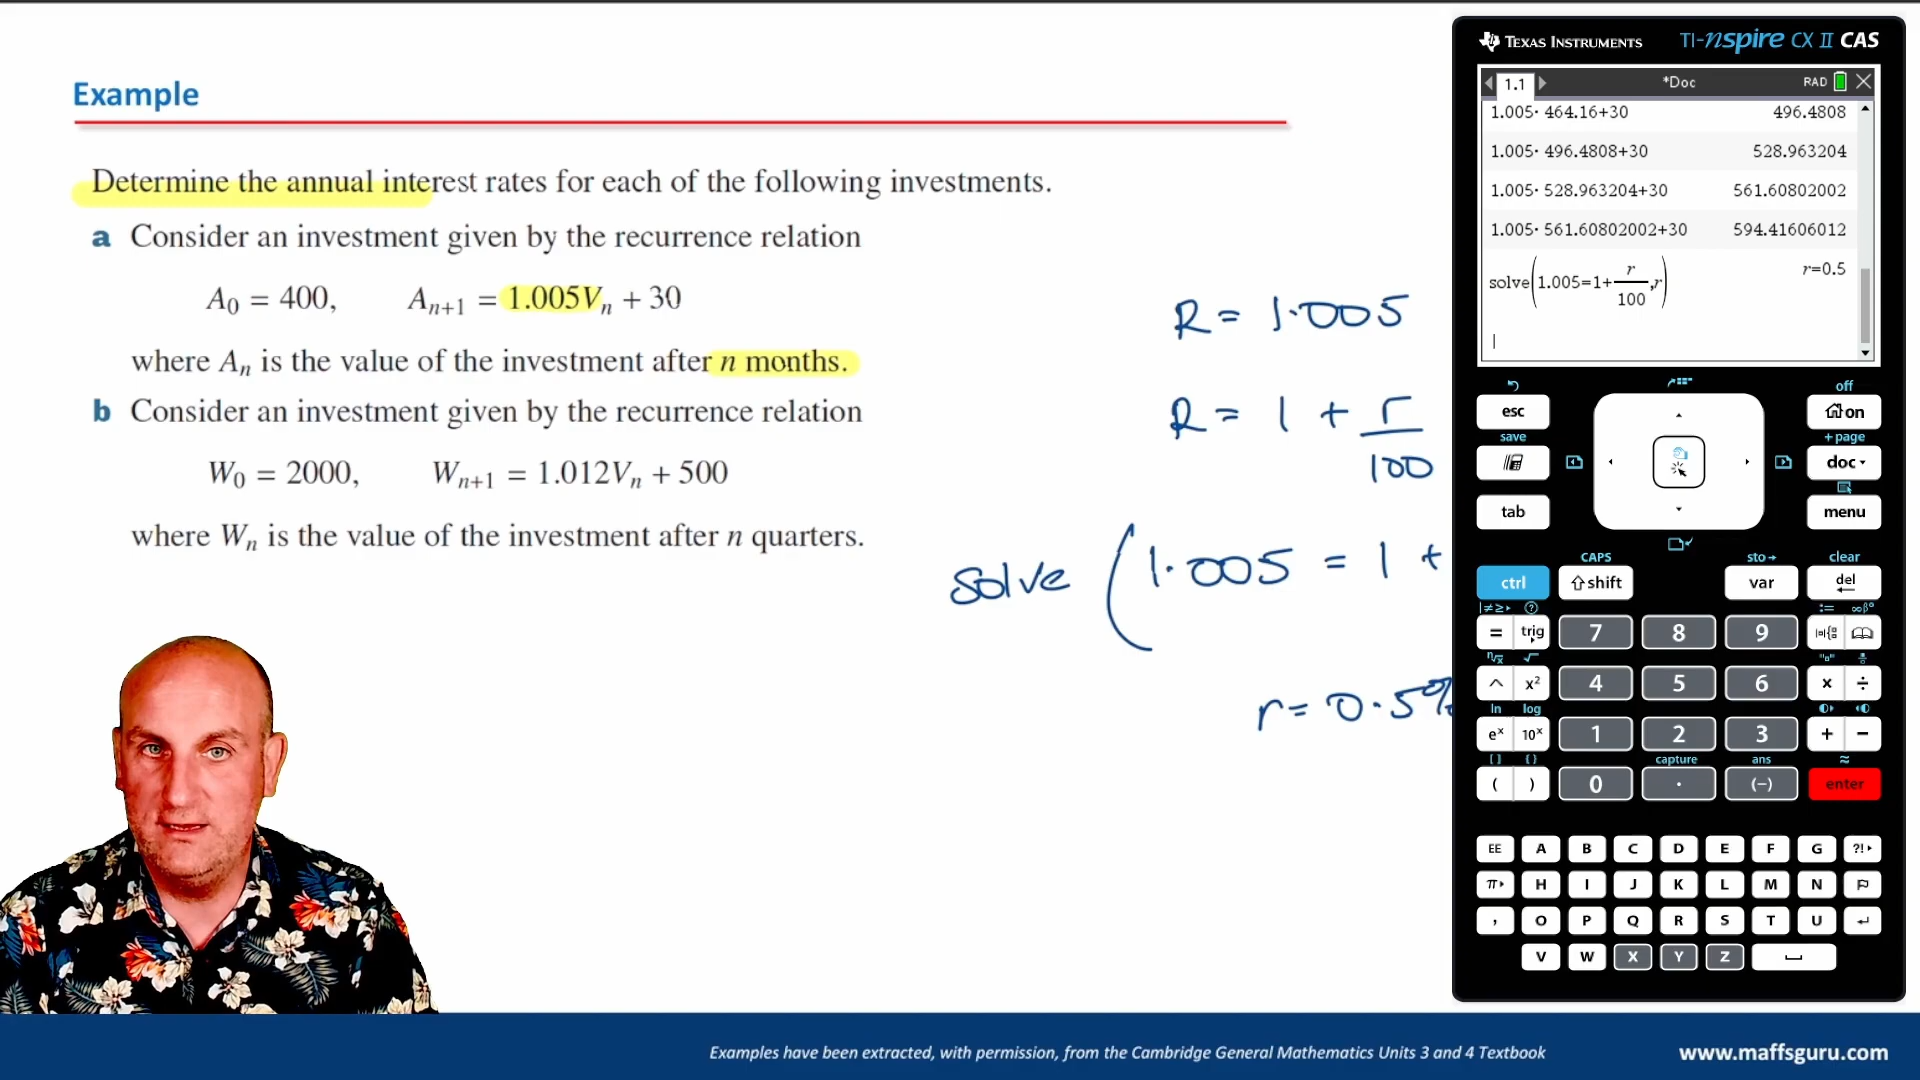 Example
Determine the annual interest rates for each of the following investments.
a Consider an investment given by the recurrence relation
A₀ = 400, Aₙ₊₁ = 1.005Vₙ + 30
where Aₙ is the value of the investment after n months.
b Consider an investment given by the recurrence relation
W₀ = 2000, Wₙ₊₁ = 1.012Vₙ + 500
where Wₙ is the value of the investment after n quarters.
R = 1.005
R = 1 + r/100
solve (1.005 = 1 +
r = 0.5%
Texas Instruments TI-nspire CX II CAS
1.1 *Doc RAD
1.005·464.16+30 496.4808
1.005·496.4808+30 528.963204
1.005·528.963204+30 561.60802002
1.005·561.60802002+30 594.41606012
solve(1.005=1+r/100,r) r=0.5
off
esc on
save + page
doc
tab menu
CAPS sto→ clear
ctrl shift var del
|≠≥▸ := ∞β°
= trig 7 8 9
ⁿ√x √
^ x² 4 5 6 × ÷
ln log
eˣ 10ˣ 1 2 3 + −
[] {} capture ans ≈
( ) 0 . (−) enter
EE A B C D E F G ?!▸
π▸ H I J K L M N
, O P Q R S T U ↵
V W X Y Z
Examples have been extracted, with permission, from the Cambridge General Mathematics Units 3 and 4 Textbook
www.maffsguru.com